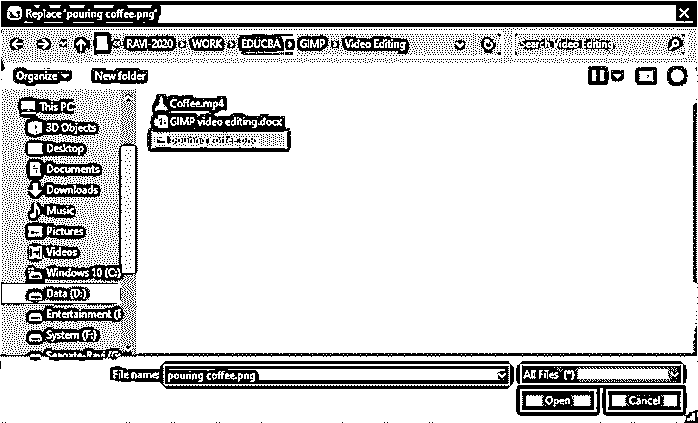 Replace 'pouring coffee.png'
« RAVI-2020 › WORK › EDUCBA › GIMP › Video Editing
Search Video Editing
Organize
New folder
This PC
3D Objects
Desktop
Documents
Downloads
Music
Pictures
Videos
Windows 10 (C:)
Data (D:)
Entertainment (E
System (F:)
Seagate-Ravi (G
Coffee.mp4
GIMP video editing.docx
pouring coffee.png
File name: pouring coffee.png
All Files (*)
Open
Cancel